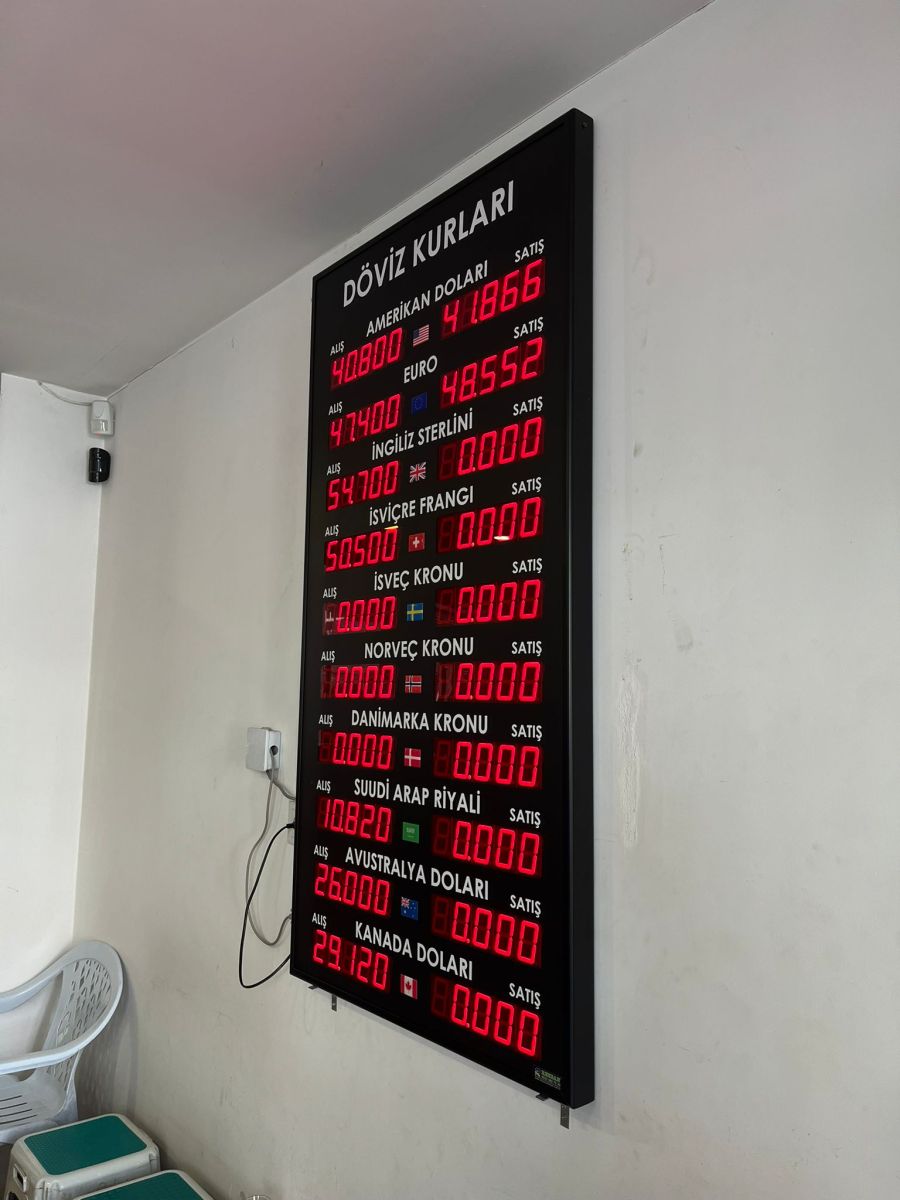 DÖVİZ KURLARI
AMERİKAN DOLARI
ALIŞ SATIŞ
40.800 41.866
EURO
ALIŞ SATIŞ
47.400 48.552
İNGİLİZ STERLİNİ
ALIŞ SATIŞ
54.700 0.000
İSVİÇRE FRANGI
ALIŞ SATIŞ
50.500 0.000
İSVEÇ KRONU
ALIŞ SATIŞ
0.000 0.000
NORVEÇ KRONU
ALIŞ SATIŞ
0.000 0.000
DANİMARKA KRONU
ALIŞ SATIŞ
0.000 0.000
SUUDİ ARAP RİYALİ
ALIŞ SATIŞ
10.820 0.000
AVUSTRALYA DOLARI
ALIŞ SATIŞ
26.000 0.000
KANADA DOLARI
ALIŞ SATIŞ
29.120 0.000